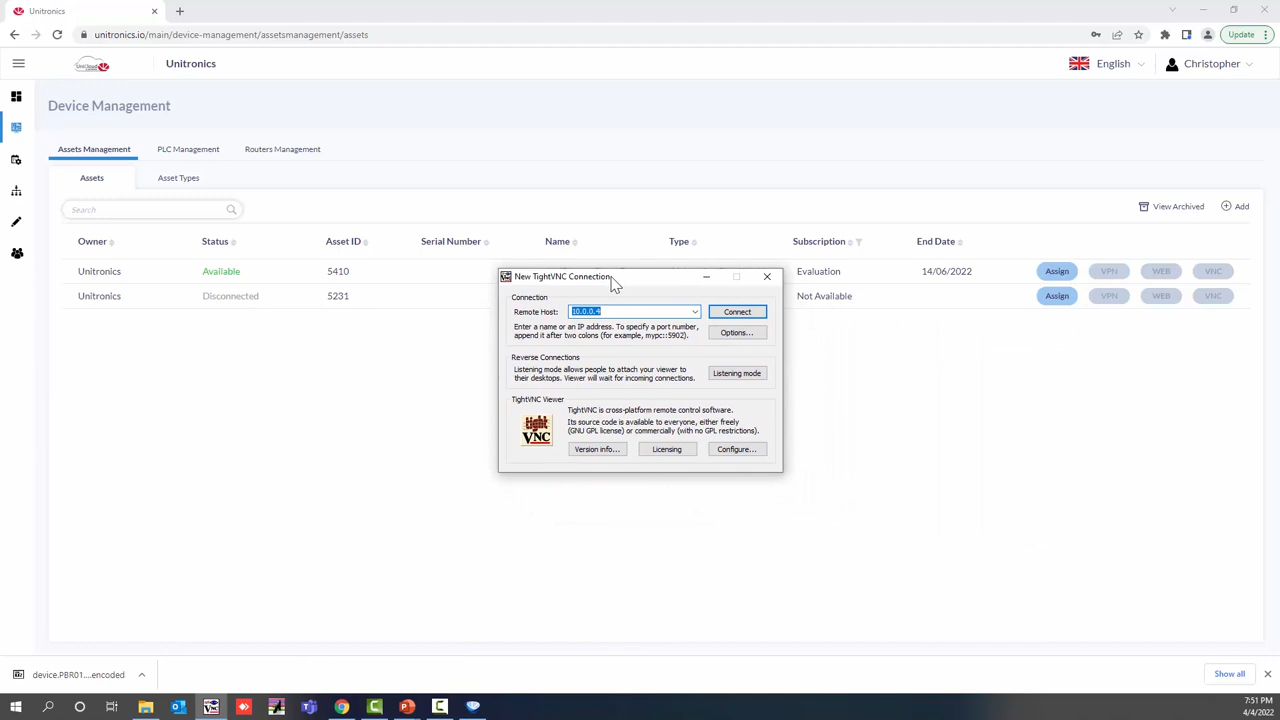 Unitronics
Update
unitronics.io/main/device-management/assetsmanagement/assets
UniCloud
Unitronics
English
Christopher
Device Management
Assets Management
PLC Management
Routers Management
Assets
Asset Types
Search
View Archived
Add
Owner
Status
Asset ID
Serial Number
Name
Type
Subscription
End Date
Unitronics
Available
5410
Evaluation
14/06/2022
Assign
VPN
WEB
VNC
Unitronics
Disconnected
5231
Not Available
Assign
VPN
WEB
VNC
New TightVNC Connection
Connection
Remote Host:
10.0.0.4
Connect
Enter a name or an IP address. To specify a port number,
append it after two colons (for example, mypc::5902).
Options...
Reverse Connections
Listening mode allows people to attach your viewer to
their desktops. Viewer will wait for incoming connections.
Listening mode
TightVNC Viewer
tight
VNC
TightVNC is cross-platform remote control software.
Its source code is available to everyone, either freely
(GNU GPL license) or commercially (with no GPL restrictions).
Version info...
Licensing
Configure...
device.PBR01....encoded
Show all
7:51 PM
4/4/2022